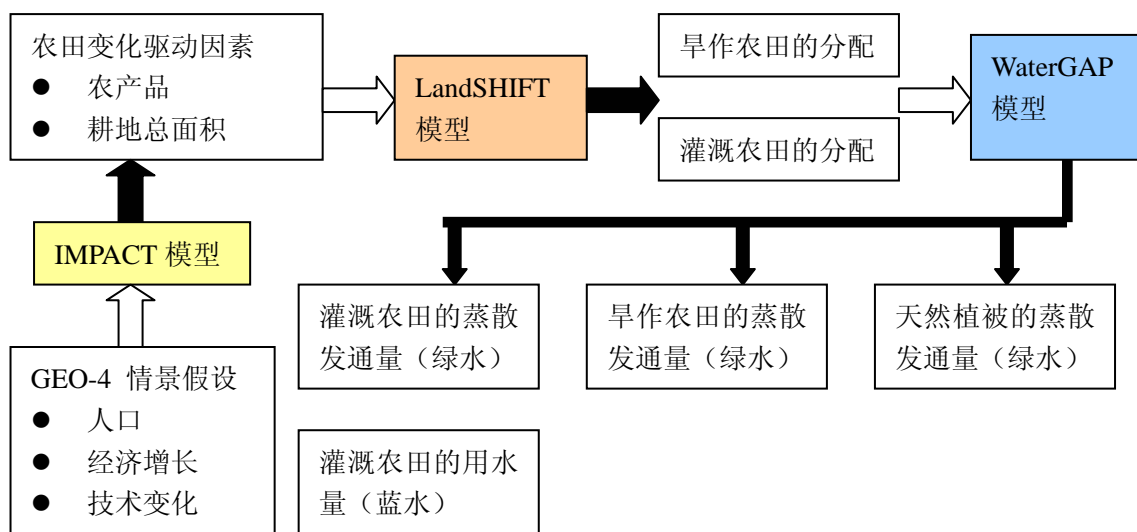 农田变化驱动因素
● 农产品
● 耕地总面积
LandSHIFT
模型
旱作农田的分配
灌溉农田的分配
WaterGAP
模型
IMPACT 模型
GEO-4 情景假设
● 人口
● 经济增长
● 技术变化
灌溉农田的蒸散
发通量（绿水）
旱作农田的蒸散
发通量（绿水）
天然植被的蒸散
发通量（绿水）
灌溉农田的用水
量（蓝水）